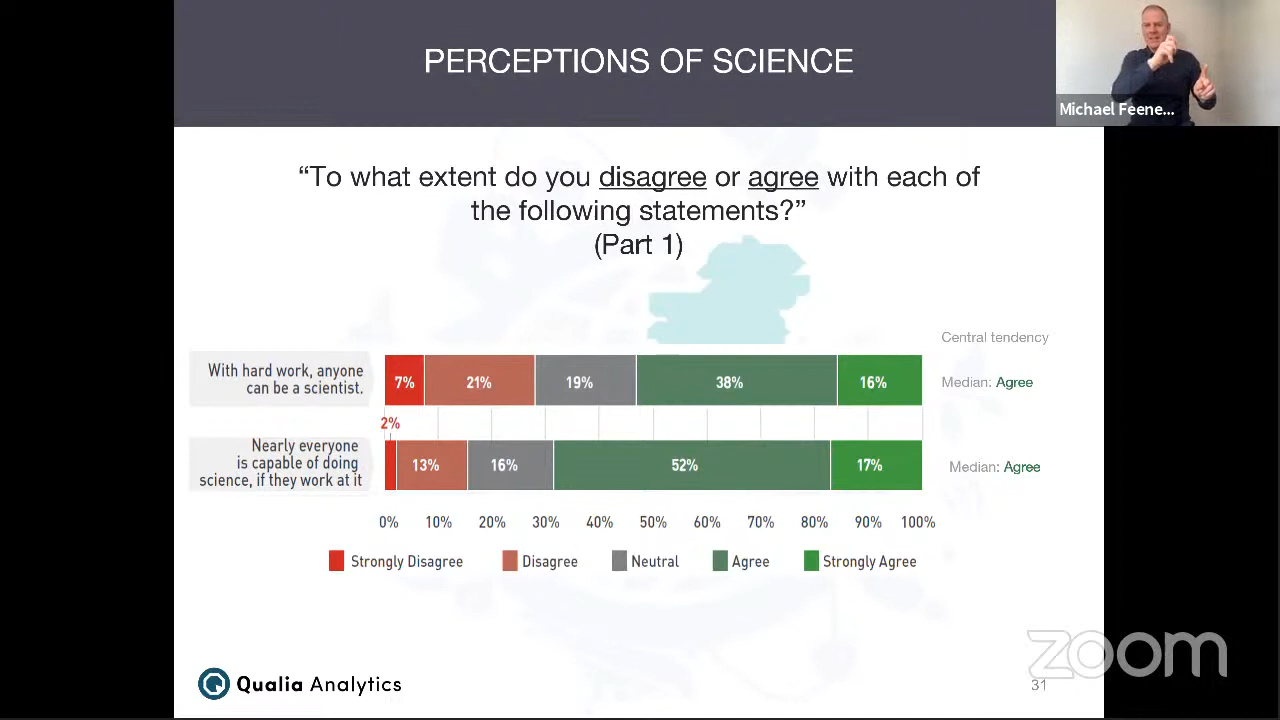 PERCEPTIONS OF SCIENCE
Michael Feene...
“To what extent do you disagree or agree with each of
the following statements?”
(Part 1)
Central tendency
With hard work, anyone
can be a scientist.
7%
21%
19%
38%
16%
Median: Agree
2%
Nearly everyone
is capable of doing
science, if they work at it
13%
16%
52%
17%
Median: Agree
0% 10% 20% 30% 40% 50% 60% 70% 80% 90% 100%
Strongly Disagree Disagree Neutral Agree Strongly Agree
zoom
Qualia Analytics
31